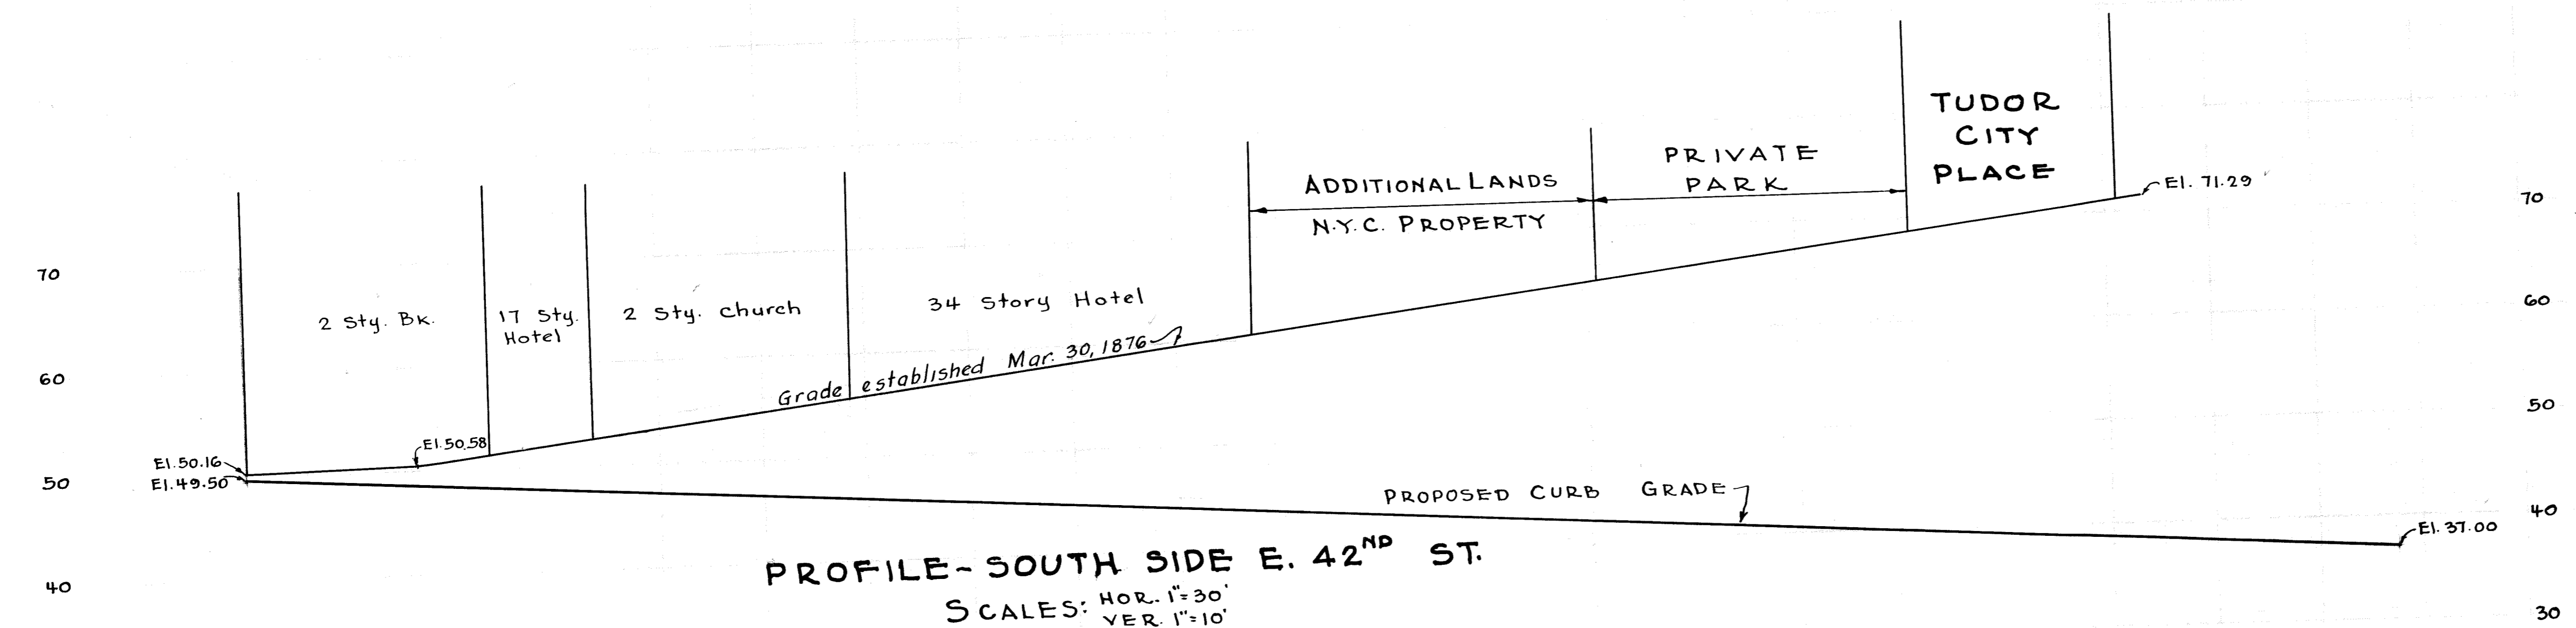 TUDOR
CITY
PLACE
PRIVATE
PARK
ADDITIONAL LANDS
N.Y.C. PROPERTY
El. 71.29
70
60
50
40
30
70
60
50
40
2 Sty. Bk.
17 Sty.
Hotel
2 Sty. church
34 Story Hotel
Grade established Mar. 30, 1876
El. 50.58
El. 50.16
El. 49.50
PROPOSED CURB GRADE
El. 37.00
PROFILE - SOUTH SIDE E. 42ND ST.
SCALES: HOR. 1"=30'
VER. 1"=10'